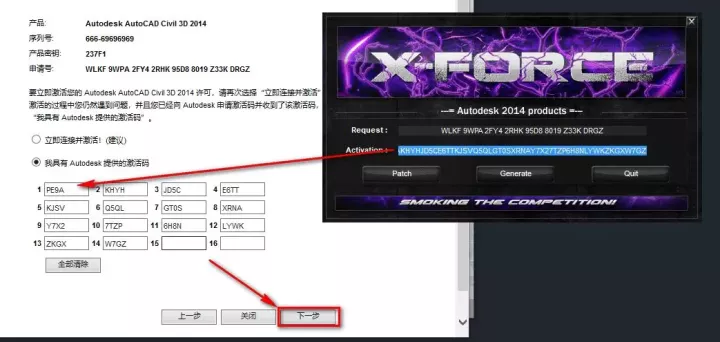 产品: Autodesk AutoCAD Civil 3D 2014
序列号: 666-69696969
产品密钥: 237F1
申请号: WLKF 9WPA 2FY4 2RHK 95D8 8019 Z33K DRGZ
要立即激活您的 Autodesk AutoCAD Civil 3D 2014 许可，请再次选择“立即连并激活”
激活的过程中您仍然遇到问题，并且您已经向 Autodesk 申请激活码并收到了该激活码，
“我具有 Autodesk 提供的激活码”。
立即连接并激活! (建议)
我具有 Autodesk 提供的激活码
1 PE9A 2 KHYH 3 JD5C 4 E6TT
5 KJSV 6 Q5QL 7 GT0S 8 XRNA
9 Y7X2 10 7TZP 11 6H8N 12 LYWK
13 ZKGX 14 W7GZ 15 16
全部清除
上一步 关闭 下一步
X-FORCE
---= Autodesk 2014 products =---
Request : WLKF 9WPA 2FY4 2RHK 95D8 8019 Z33K DRGZ
Activation : KHYHJD5CE6TTKJSVQ5QLGT0SXRNAY7X27TZP6H8NLYWKZKGXW7GZ
Patch Generate Quit
SMOKING THE COMPETITION!